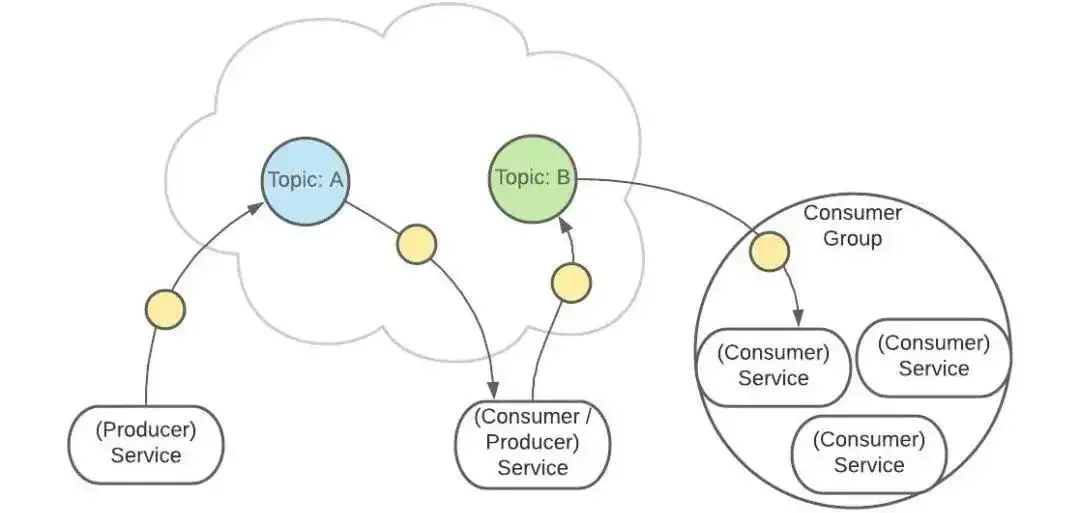 Topic: A
Topic: B
Consumer
Group
(Producer)
Service
(Consumer /
Producer)
Service
(Consumer)
Service
(Consumer)
Service
(Consumer)
Service